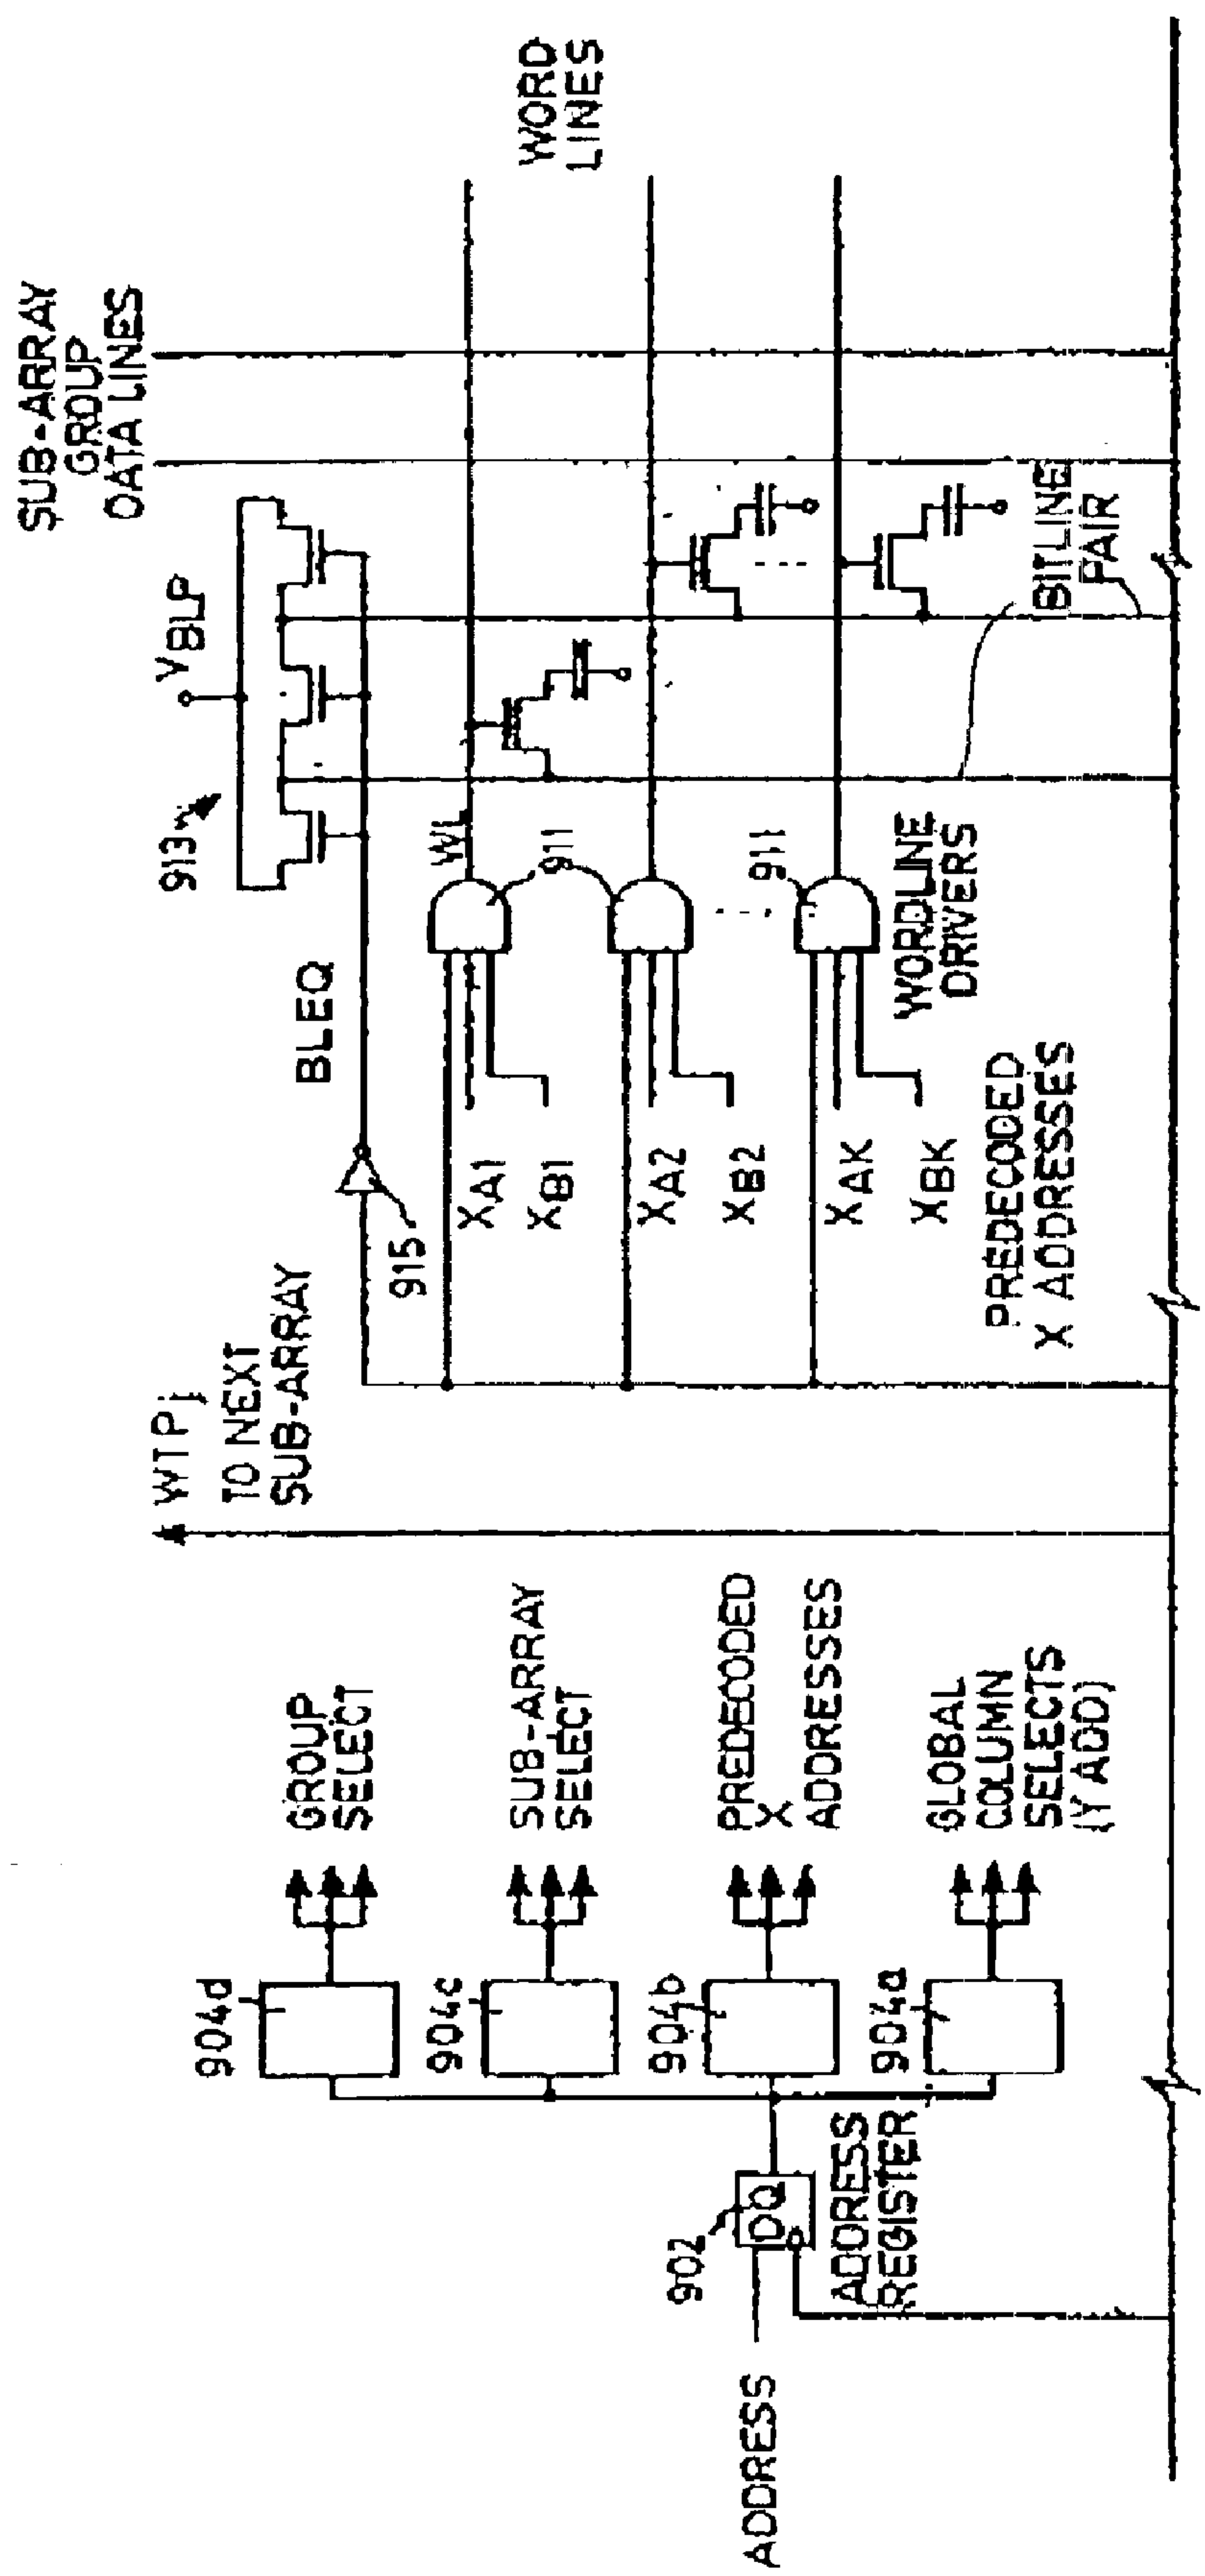 SUB-ARRAY
GROUP
DATA LINES
WORD
LINES
VBLP
913
BLEQ
WL
911
911
915
WTPj
TO NEXT
SUB-ARRAY
XA1
XB1
XA2
XB2
XAK
XBK
WORDLINE
DRIVERS
PREDECODED
X ADDRESSES
BITLINE
PAIR
GROUP
SELECT
SUB-ARRAY
SELECT
PREDECODED
X
ADDRESSES
GLOBAL
COLUMN
SELECTS
(Y ADD)
904d
904c
904b
904a
902
DQ
ADDRESS
REGISTER
ADDRESS